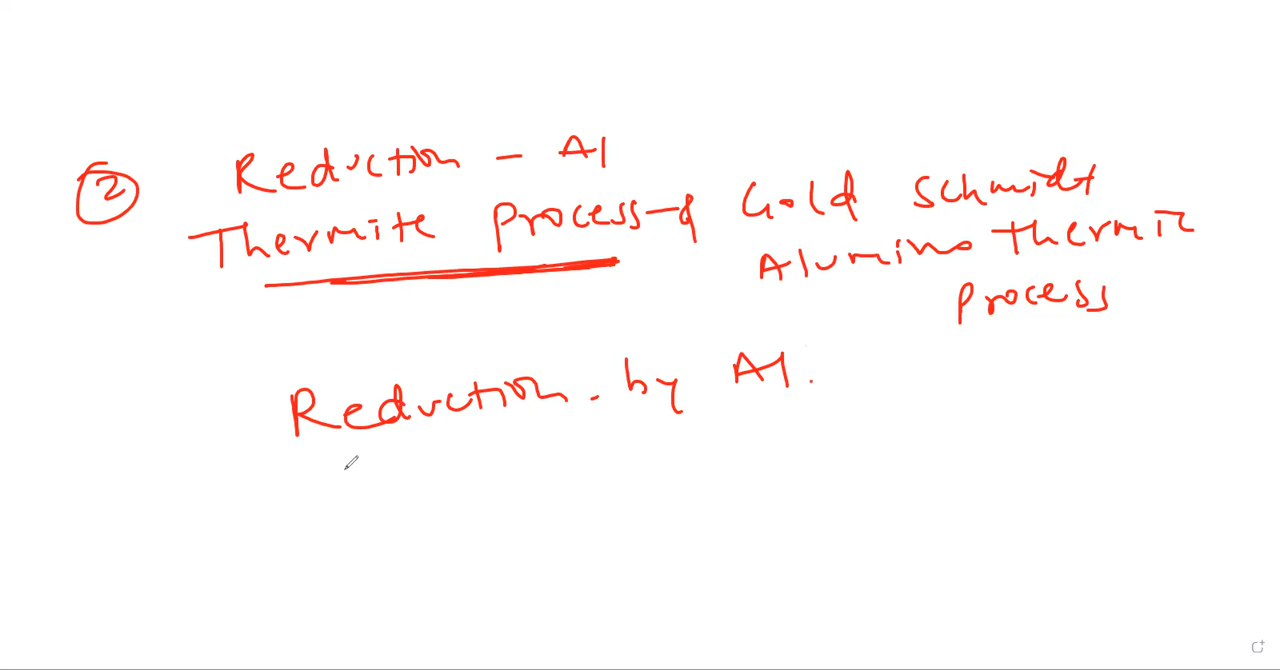 ② Reduction - Al
Thermite Process - Gold Schmidt
Alumino thermic
Process
Reduction. by Al.